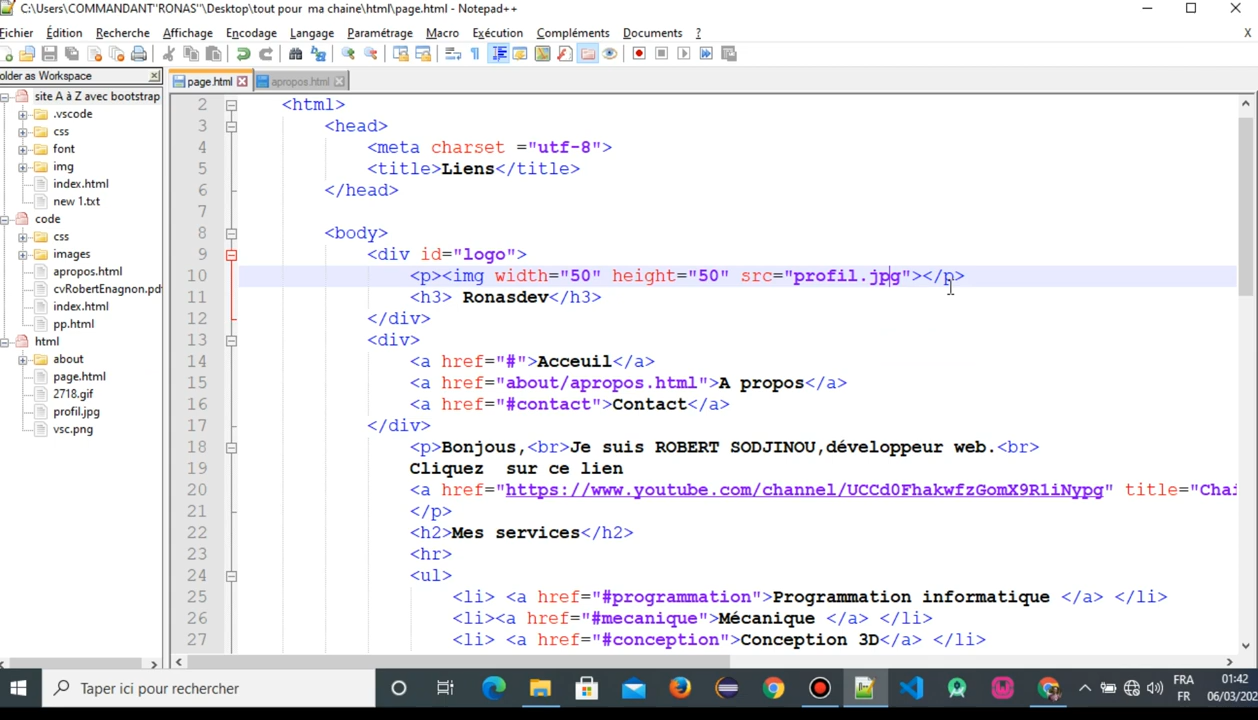 C:\Users\COMMANDANT"RONAS"\Desktop\tout pour ma chaine\html\page.html - Notepad++
Fichier Édition Recherche Affichage Encodage Langage Paramétrage Macro Exécution Compléments Documents ? X
older as Workspace
page.html apropos.html
site A à Z avec bootstrap
.vscode
css
font
img
index.html
new 1.txt
code
css
images
apropos.html
cvRobertEnagnon.pd
index.html
pp.html
html
about
page.html
2718.gif
profil.jpg
vsc.png
2 <html>
3 <head>
4 <meta charset ="utf-8">
5 <title>Liens</title>
6 </head>
7
8 <body>
9 <div id="logo">
10 <p><img width="50" height="50" src="profil.jpg"></p>
11 <h3> Ronasdev</h3>
12 </div>
13 <div>
14 <a href="#">Acceuil</a>
15 <a href="about/apropos.html">A propos</a>
16 <a href="#contact">Contact</a>
17 </div>
18 <p>Bonjous,<br>Je suis ROBERT SODJINOU,développeur web.<br>
19 Cliquez sur ce lien
20 <a href="https://www.youtube.com/channel/UCCd0FhakwfzGomX9R1iNypg" title="Chai
21 </p>
22 <h2>Mes services</h2>
23 <hr>
24 <ul>
25 <li> <a href="#programmation">Programmation informatique </a> </li>
26 <li><a href="#mecanique">Mécanique </a> </li>
27 <li> <a href="#conception">Conception 3D</a> </li>
Taper ici pour rechercher
FRA
FR
01:42
06/03/202